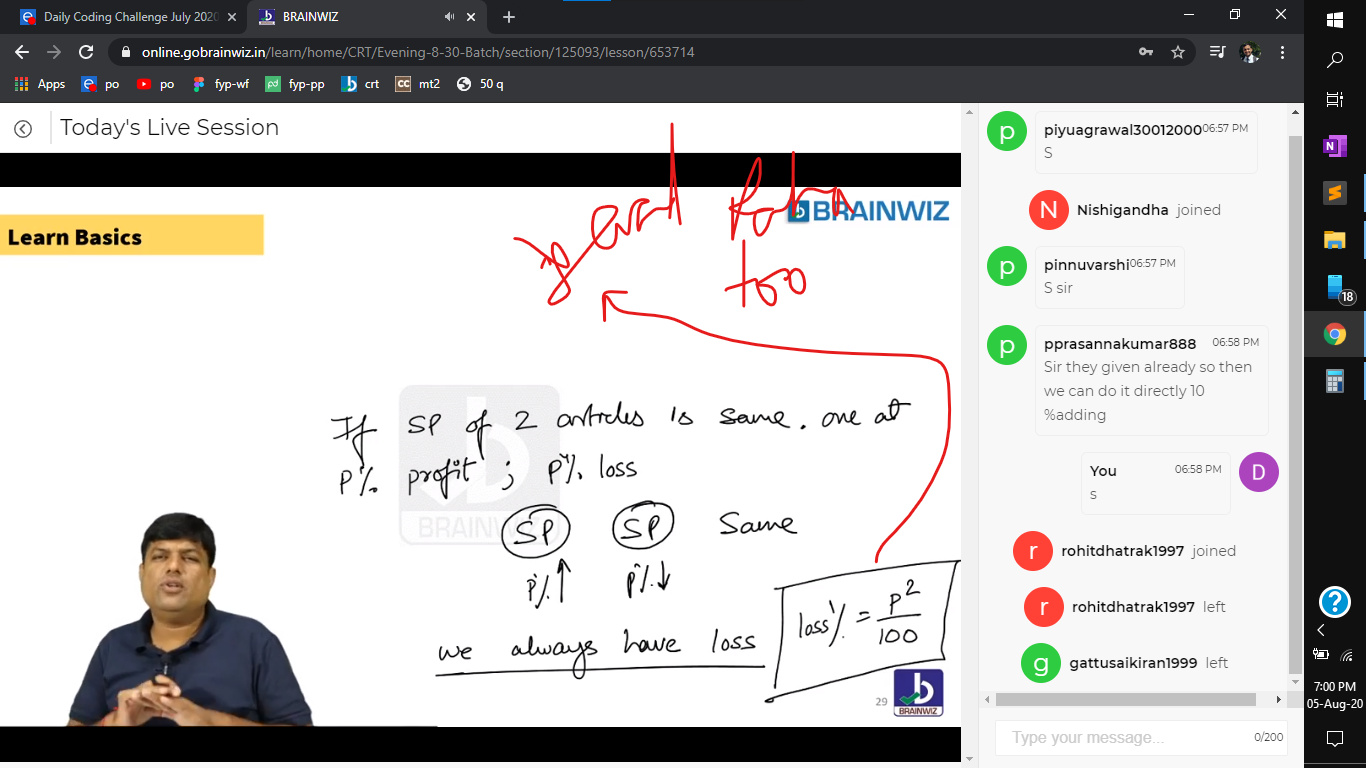 Daily Coding Challenge July 2020
BRAINWIZ
online.gobrainwiz.in/learn/home/CRT/Evening-8-30-Batch/section/125093/lesson/653714
Apps
po
po
fyp-wf
fyp-pp
crt
CC
mt2
50 q
Today's Live Session
Learn Basics
BRAINWIZ
too
If SP of 2 articles is same. one at
P%. profit ; P%. loss
SP SP Same
P%.↑ P%.↓
we always have loss
loss%. = P²/100
BRAINWIZ
29
BRAINWIZ
p
piyuagrawal30012000 06:57 PM
S
N
Nishigandha joined
p
pinnuvarshi 06:57 PM
S sir
p
pprasannakumar888 06:58 PM
Sir they given already so then
we can do it directly 10
%adding
You 06:58 PM
s
D
r
rohitdhatrak1997 joined
r
rohitdhatrak1997 left
g
gattusaikiran1999 left
Type your message...
0/200
N
18
?
7:00 PM
05-Aug-20